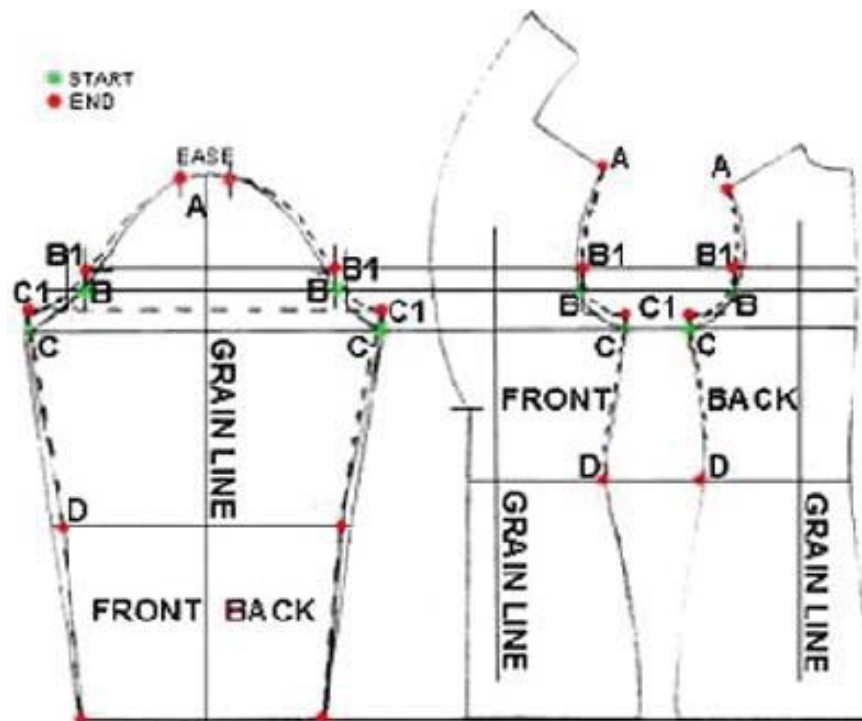 START
END
EASE
A
A
A
B1
B1
B1
B1
B
B
B
B
C1
C1
C1
C
C
C
C
GRAIN LINE
FRONT
BACK
D
D
D
GRAIN LINE
GRAIN LINE
FRONT
BACK